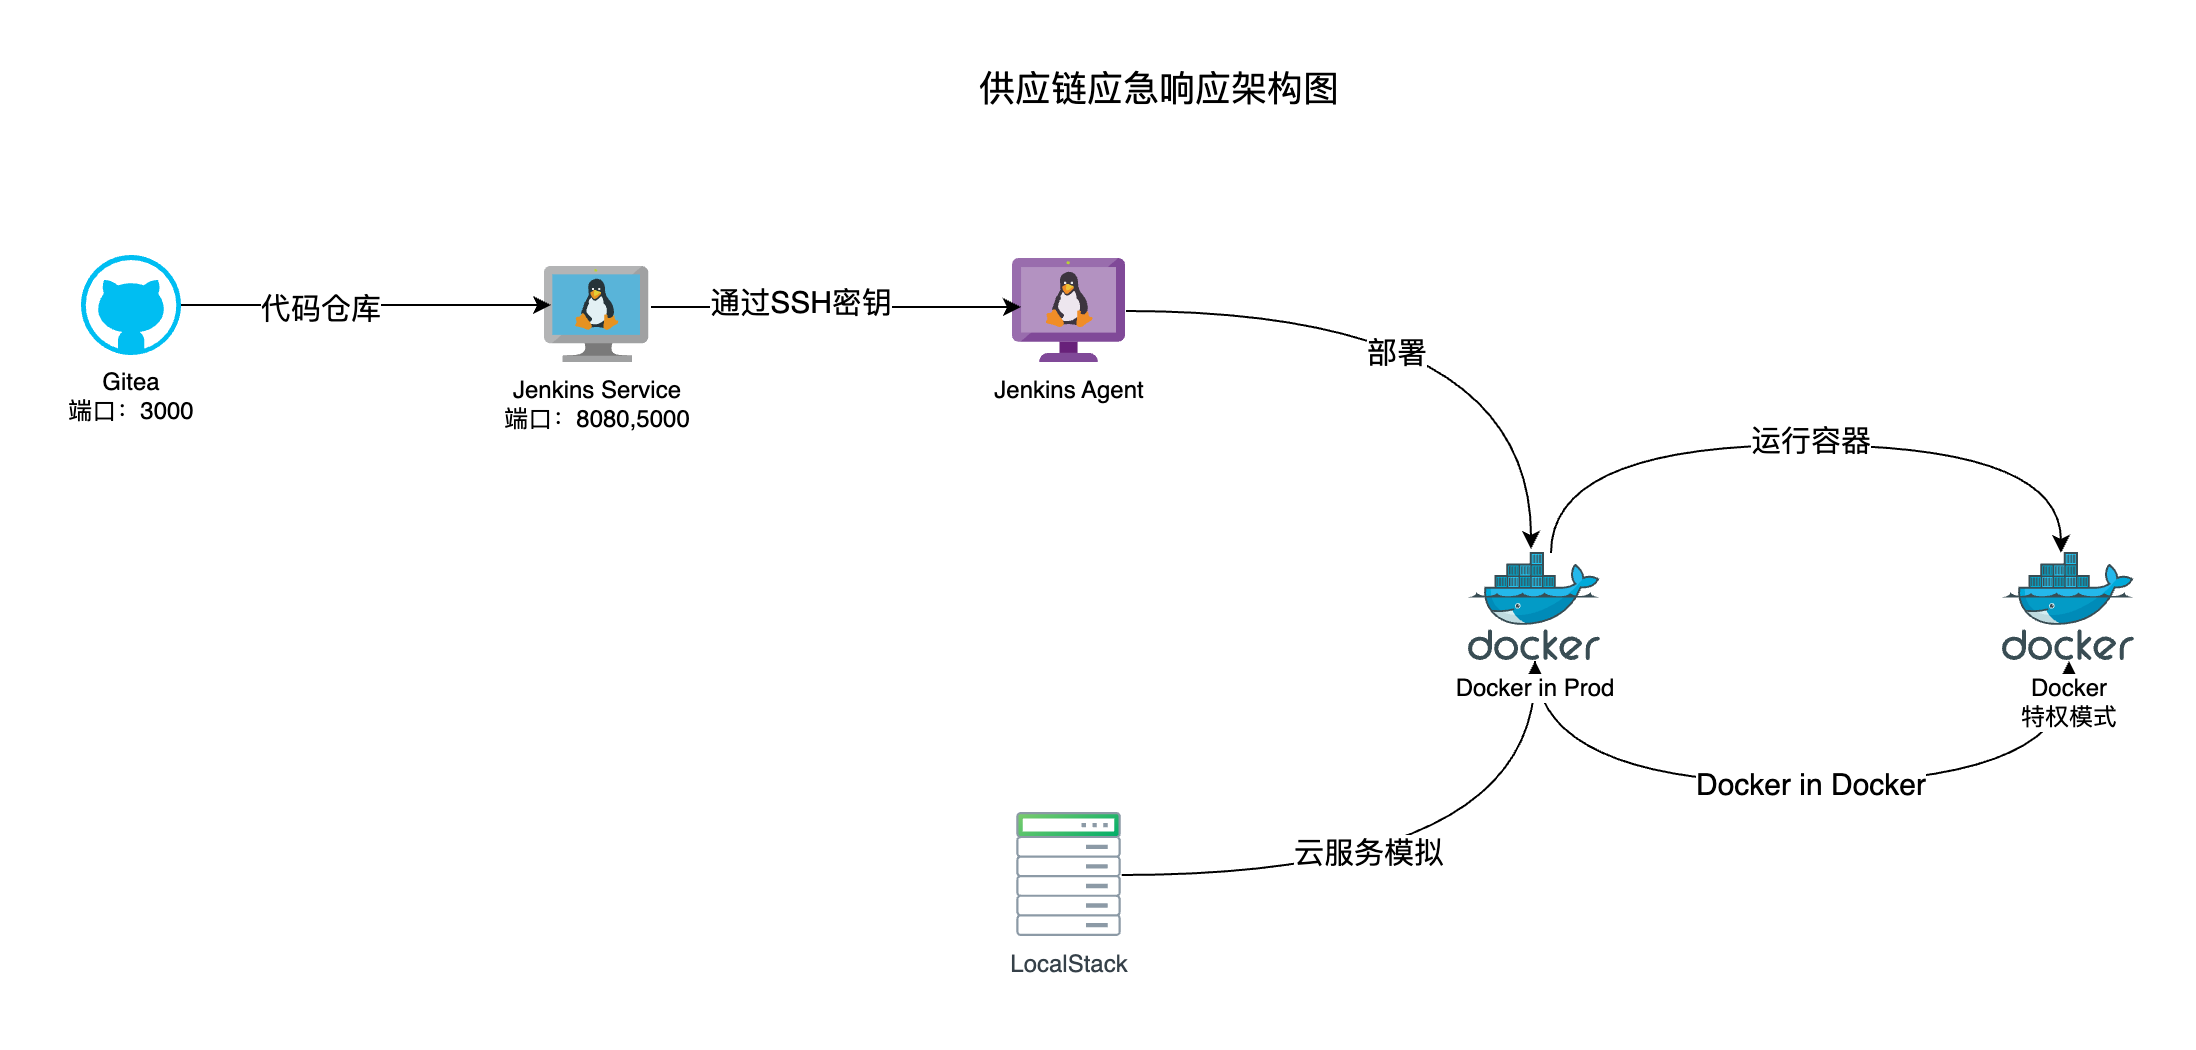 供应链应急响应架构图
代码仓库
通过SSH密钥
Gitea
端口：3000
Jenkins Service
端口：8080,5000
Jenkins Agent
部署
运行容器
docker
Docker in Prod
docker
Docker
特权模式
Docker in Docker
云服务模拟
LocalStack